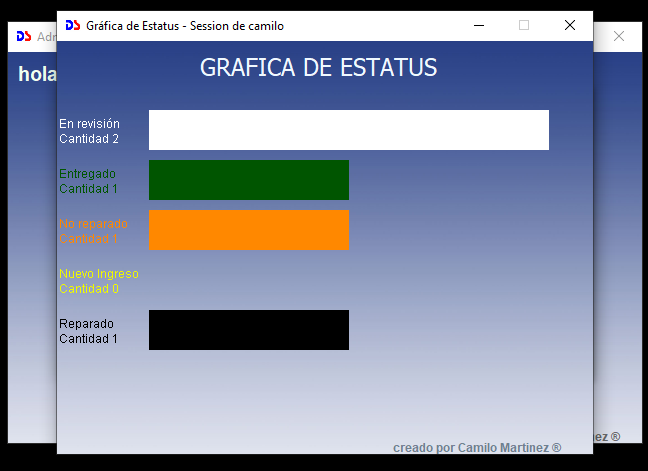 DS Gráfica de Estatus - Session de camilo
DS Adm
hola
GRAFICA DE ESTATUS
En revisión
Cantidad 2
Entregado
Cantidad 1
No reparado
Cantidad 1
Nuevo Ingreso
Cantidad 0
Reparado
Cantidad 1
creado por Camilo Martinez ®
nez ®